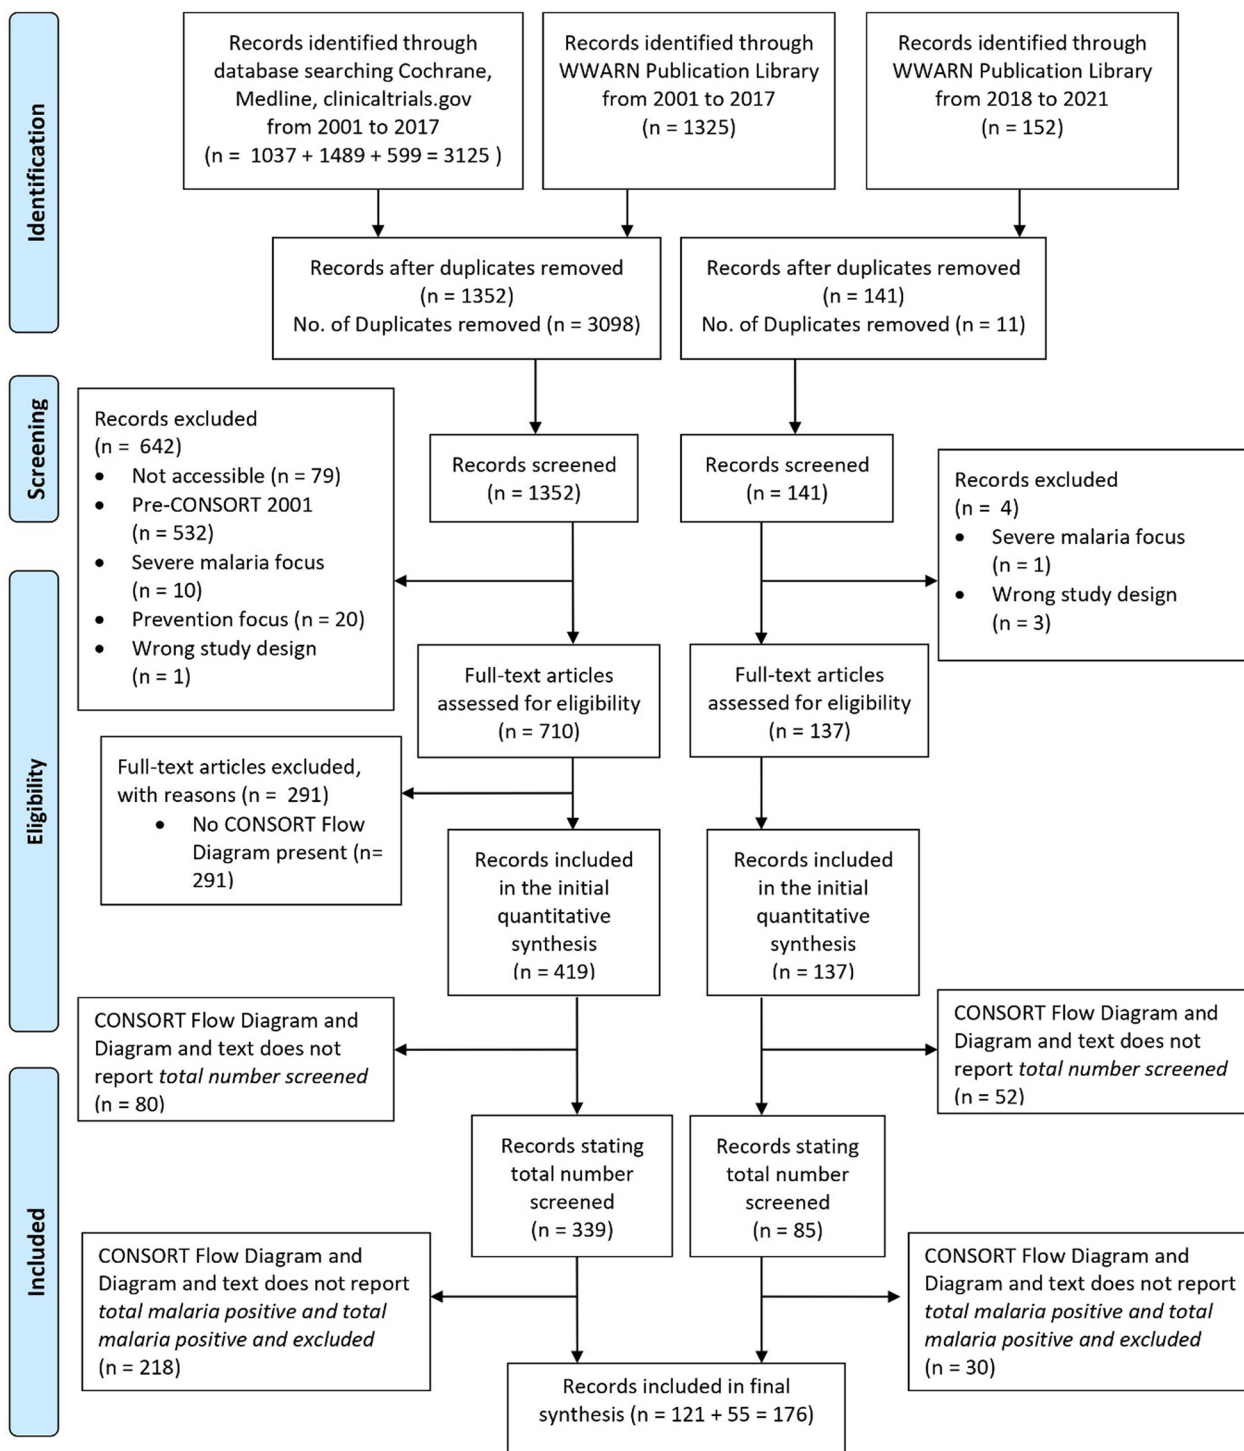 Identification
Records identified through
database searching Cochrane,
Medline, clinicaltrials.gov
from 2001 to 2017
(n = 1037 + 1489 + 599 = 3125 )
Records identified through
WWARN Publication Library
from 2001 to 2017
(n = 1325)
Records identified through
WWARN Publication Library
from 2018 to 2021
(n = 152)
Records after duplicates removed
(n = 1352)
No. of Duplicates removed (n = 3098)
Records after duplicates removed
(n = 141)
No. of Duplicates removed (n = 11)
Screening
Records excluded
(n = 642)
• Not accessible (n = 79)
• Pre-CONSORT 2001
(n = 532)
• Severe malaria focus
(n = 10)
• Prevention focus (n = 20)
• Wrong study design
(n = 1)
Records screened
(n = 1352)
Records screened
(n = 141)
Records excluded
(n = 4)
• Severe malaria focus
(n = 1)
• Wrong study design
(n = 3)
Eligibility
Full-text articles
assessed for eligibility
(n = 710)
Full-text articles
assessed for eligibility
(n = 137)
Full-text articles excluded,
with reasons (n = 291)
• No CONSORT Flow
Diagram present (n=
291)
Records included
in the initial
quantitative
synthesis
(n = 419)
Records included
in the initial
quantitative
synthesis
(n = 137)
CONSORT Flow Diagram and
Diagram and text does not
report total number screened
(n = 80)
CONSORT Flow Diagram and
Diagram and text does not
report total number screened
(n = 52)
Included
Records stating
total number
screened
(n = 339)
Records stating
total number
screened
(n = 85)
CONSORT Flow Diagram and
Diagram and text does not report
total malaria positive and total
malaria positive and excluded
(n = 218)
CONSORT Flow Diagram and
Diagram and text does not report
total malaria positive and total
malaria positive and excluded
(n = 30)
Records included in final
synthesis (n = 121 + 55 = 176)